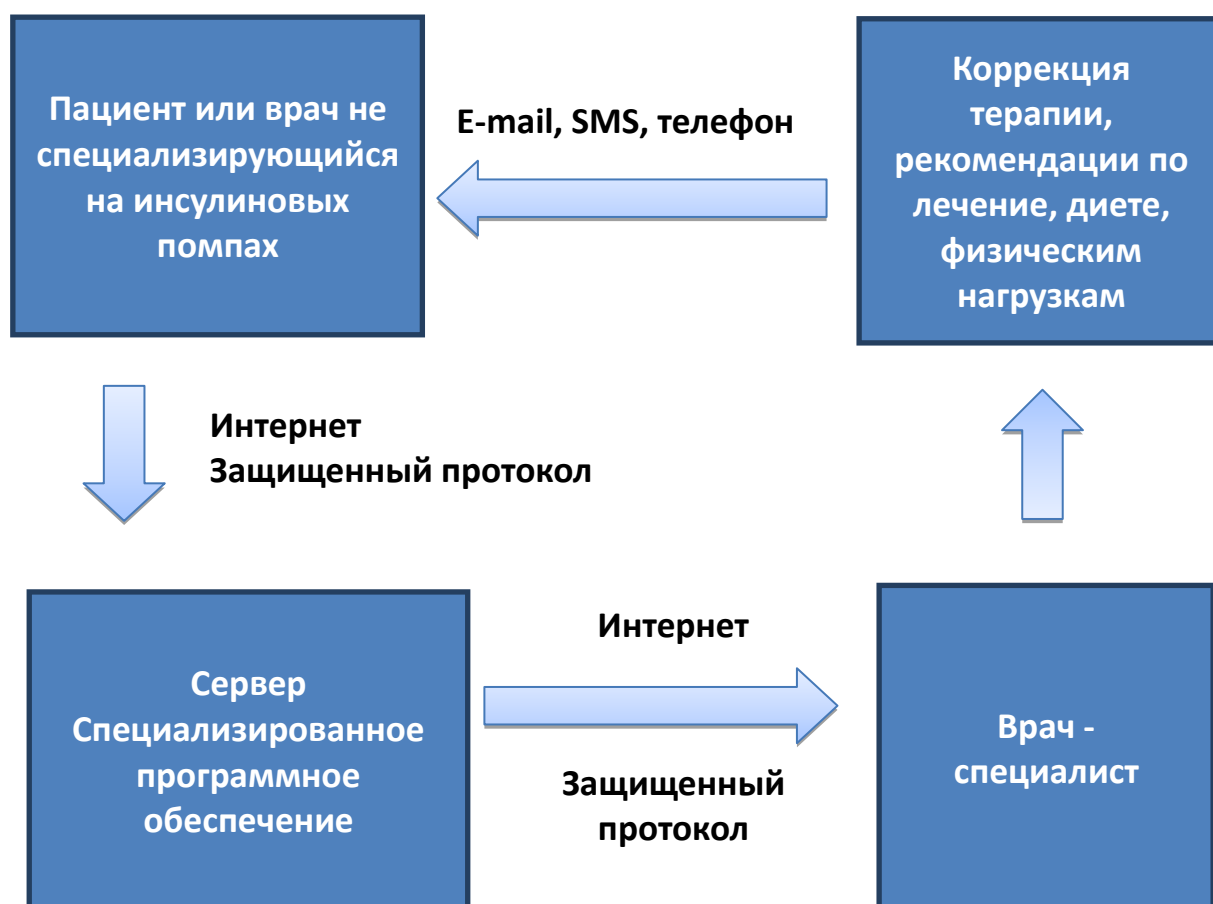 Пациент или врач не
специализирующийся
на инсулиновых
помпах
E-mail, SMS, телефон
Коррекция
терапии,
рекомендации по
лечение, диете,
физическим
нагрузкам
Интернет
Защищенный протокол
Сервер
Специализированное
программное
обеспечение
Интернет
Защищенный
протокол
Врач -
специалист